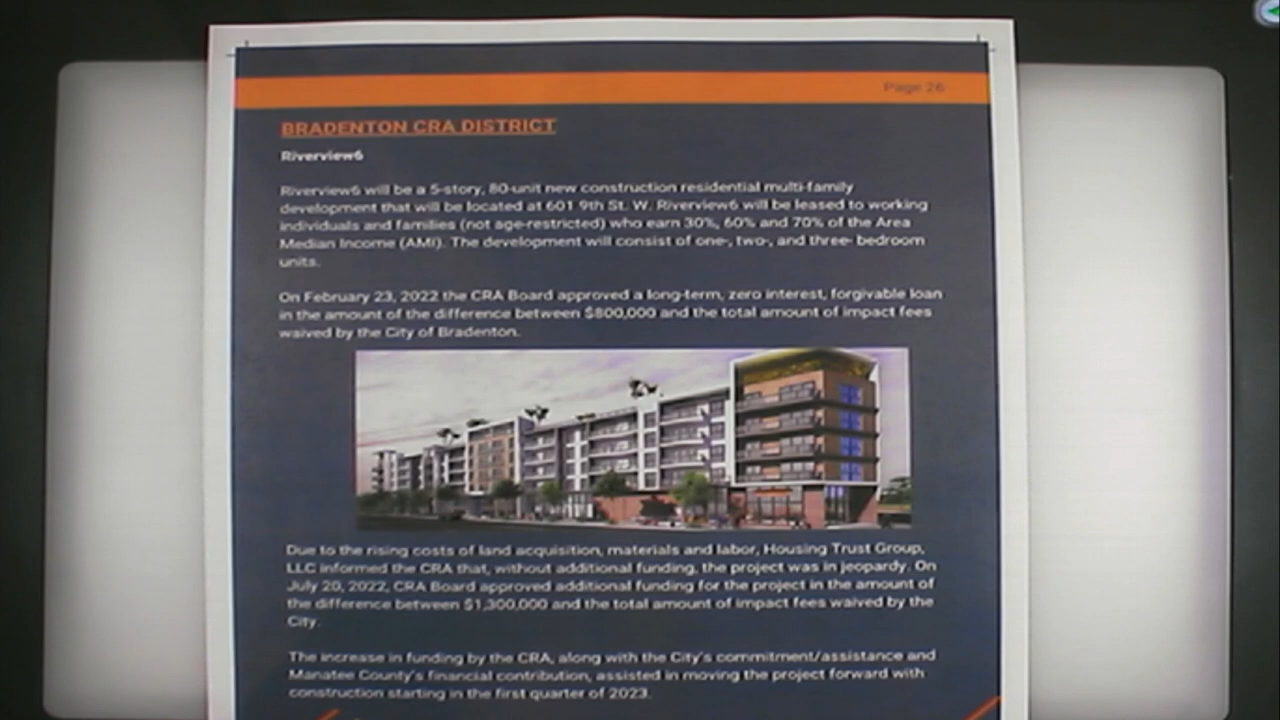 Page 26
BRADENTON CRA DISTRICT
Riverview6
Riverview6 will be a 5-story, 80-unit new construction residential multi-family
development that will be located at 601 9th St. W. Riverview6 will be leased to working
individuals and families (not age-restricted) who earn 30%, 60% and 70% of the Area
Median Income (AMI). The development will consist of one-, two-, and three- bedroom
units.
On February 23, 2022 the CRA Board approved a long-term, zero interest, forgivable loan
in the amount of the difference between $800,000 and the total amount of impact fees
waived by the City of Bradenton.
Due to the rising costs of land acquisition, materials and labor, Housing Trust Group,
LLC informed the CRA that, without additional funding, the project was in jeopardy. On
July 20, 2022, CRA Board approved additional funding for the project in the amount of
the difference between $1,300,000 and the total amount of impact fees waived by the
City.
The increase in funding by the CRA, along with the City's commitment/assistance and
Manatee County's financial contribution, assisted in moving the project forward with
construction starting in the first quarter of 2023.